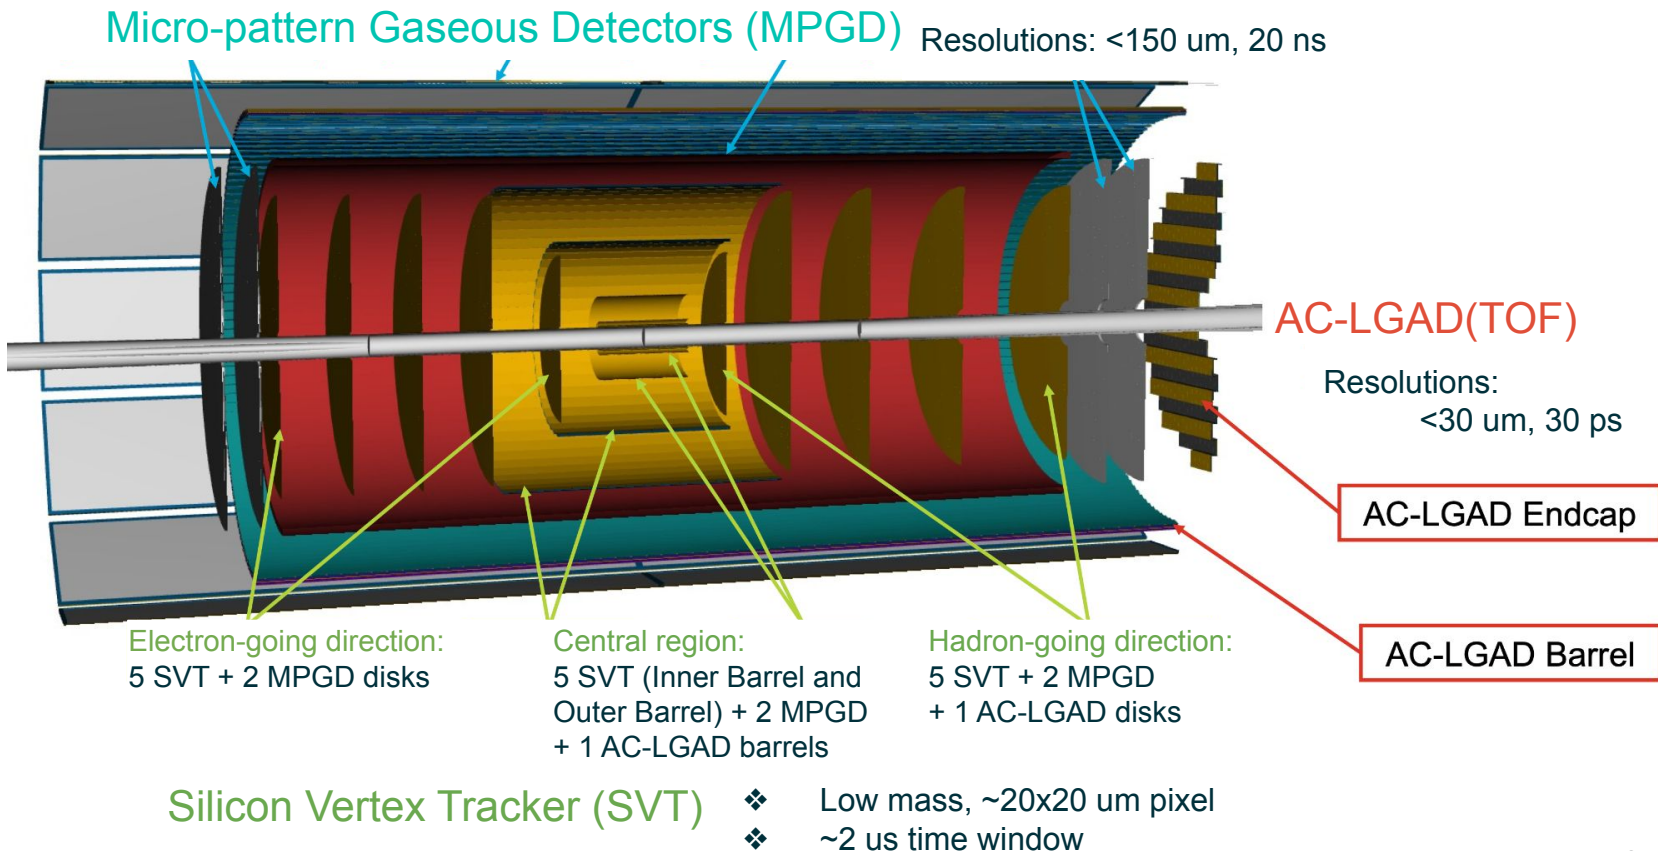 Micro-pattern Gaseous Detectors (MPGD)
Resolutions: <150 um, 20 ns
AC-LGAD(TOF)
Resolutions:
<30 um, 30 ps
AC-LGAD Endcap
AC-LGAD Barrel
Electron-going direction:
5 SVT + 2 MPGD disks
Central region:
5 SVT (Inner Barrel and
Outer Barrel) + 2 MPGD
+ 1 AC-LGAD barrels
Hadron-going direction:
5 SVT + 2 MPGD
+ 1 AC-LGAD disks
Silicon Vertex Tracker (SVT)
❖ Low mass, ~20x20 um pixel
❖ ~2 us time window